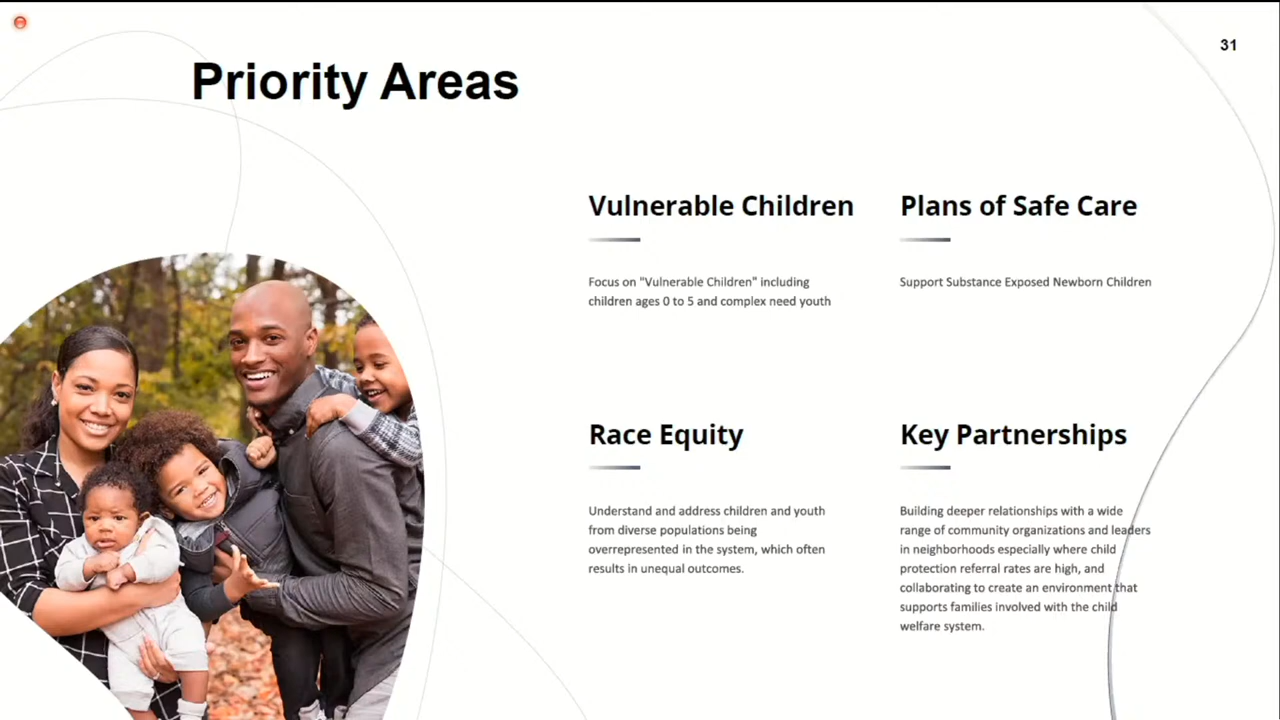 31
Priority Areas
Vulnerable Children
Focus on "Vulnerable Children" including
children ages 0 to 5 and complex need youth
Plans of Safe Care
Support Substance Exposed Newborn Children
Race Equity
Understand and address children and youth
from diverse populations being
overrepresented in the system, which often
results in unequal outcomes.
Key Partnerships
Building deeper relationships with a wide
range of community organizations and leaders
in neighborhoods especially where child
protection referral rates are high, and
collaborating to create an environment that
supports families involved with the child
welfare system.